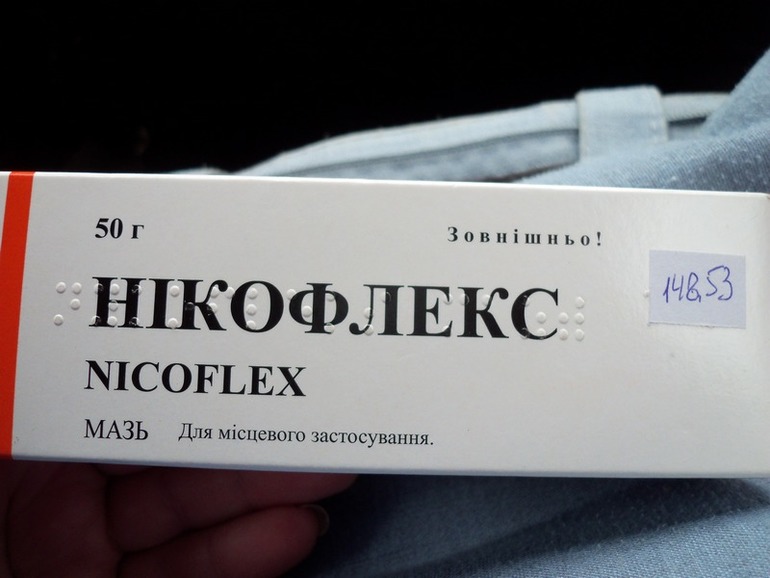 50 г
Зовнішньо!
148,53
НІКОФЛЕКС
NICOFLEX
МАЗЬ Для місцевого застосування.